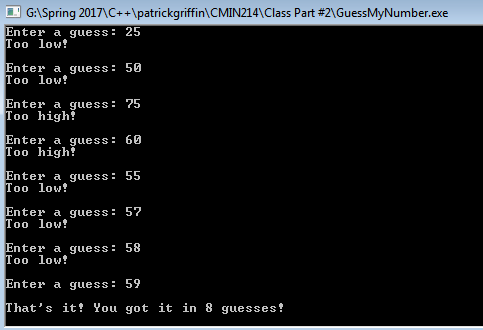 G:\Spring 2017\C++\patrickgriffin\CMIN214\Class Part #2\GuessMyNumber.exe
Enter a guess: 25
Too low!
Enter a guess: 50
Too low!
Enter a guess: 75
Too high!
Enter a guess: 60
Too high!
Enter a guess: 55
Too low!
Enter a guess: 57
Too low!
Enter a guess: 58
Too low!
Enter a guess: 59
That's it! You got it in 8 guesses!